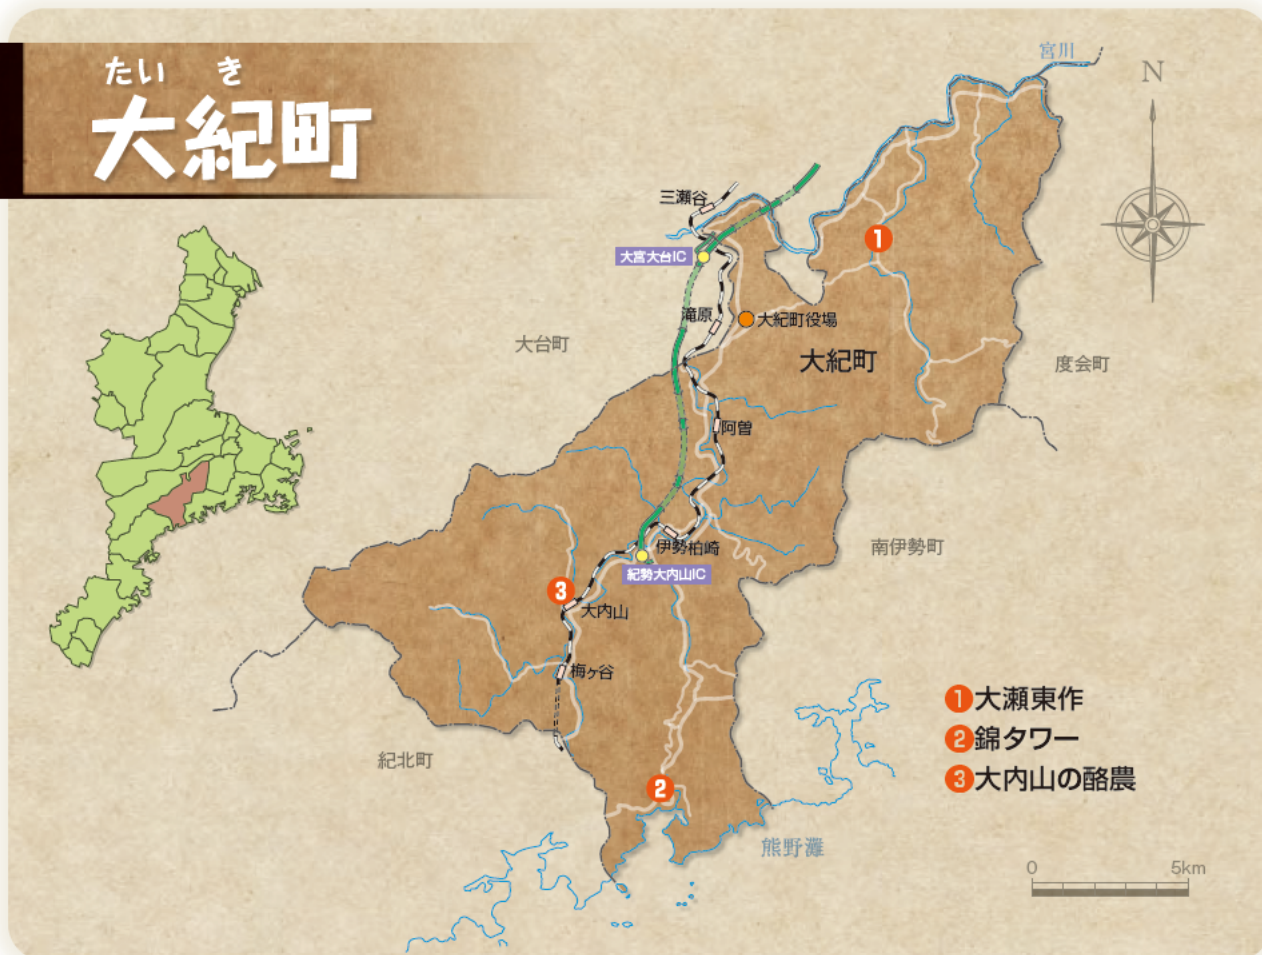 たいき
大紀町
宮川
N
三瀬谷
大宮大台IC
滝原
大紀町役場
大台町
大紀町
度会町
阿曽
伊勢柏崎
南伊勢町
紀勢大内山IC
大内山
梅ヶ谷
紀北町
熊野灘
1
2
3
1大瀬東作
2錦タワー
3大内山の酪農
0 5km